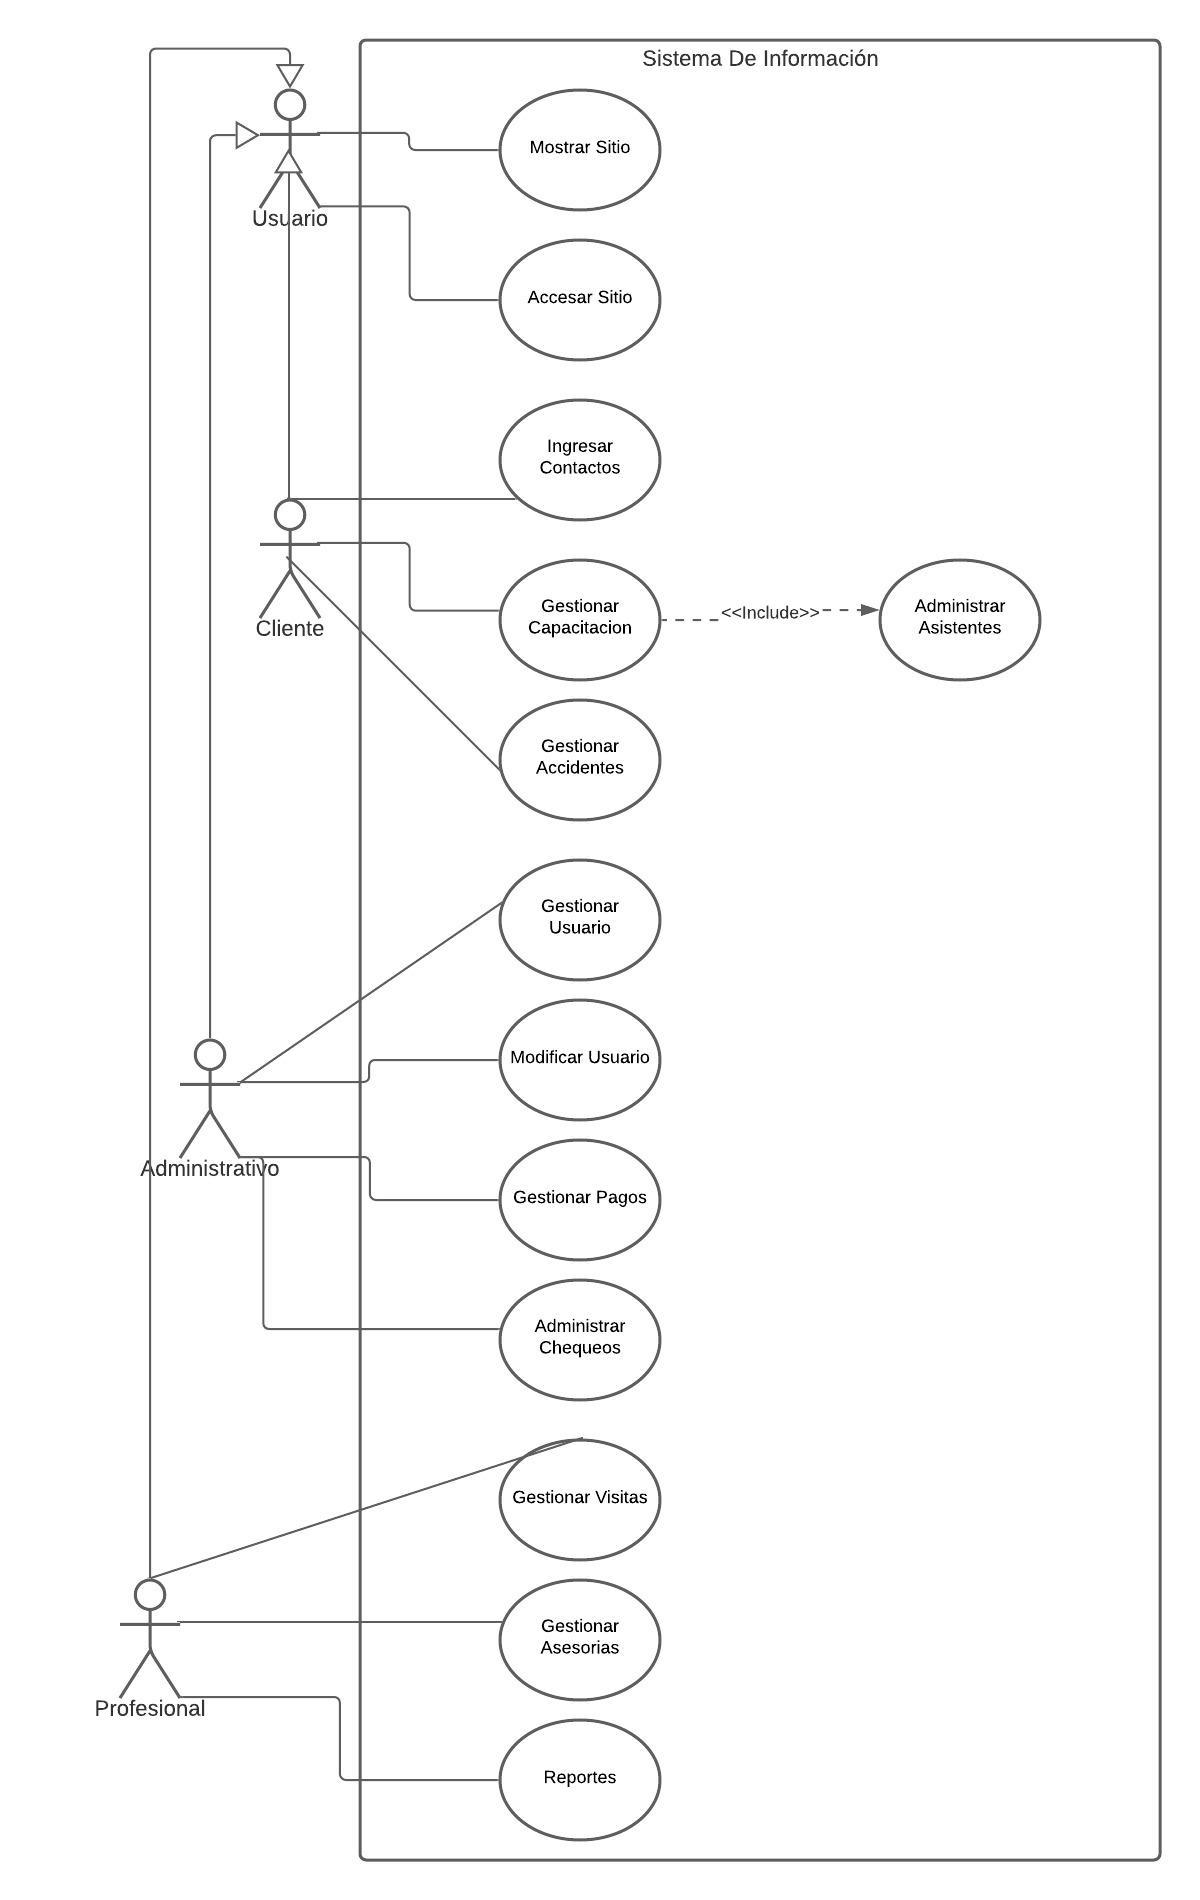 Sistema De Información
Mostrar Sitio
Usuario
Accesar Sitio
Ingresar
Contactos
Cliente
Gestionar
Capacitacion
<<Include>>
Administrar
Asistentes
Gestionar
Accidentes
Gestionar
Usuario
Modificar Usuario
Administrativo
Gestionar Pagos
Administrar
Chequeos
Gestionar Visitas
Gestionar
Asesorias
Profesional
Reportes